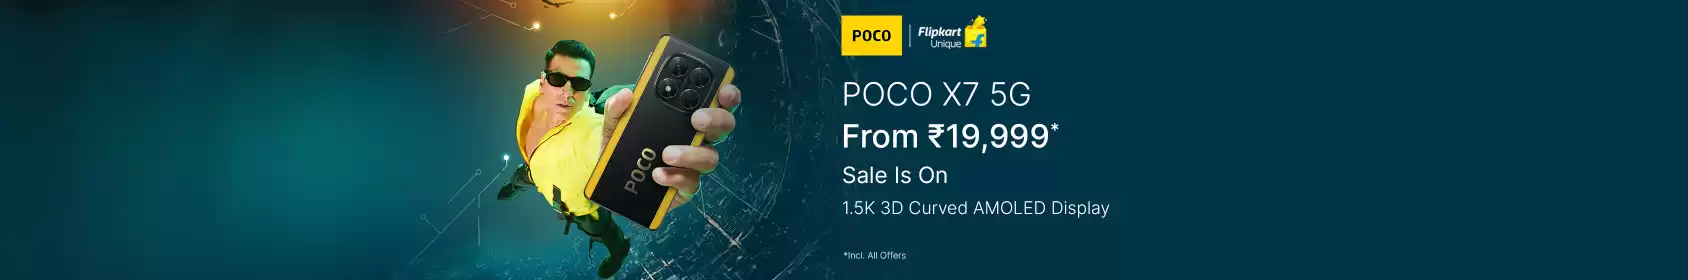 POCO
Flipkart
Unique
POCO X7 5G
From ₹19,999*
Sale Is On
1.5K 3D Curved AMOLED Display
*Incl. All Offers
POCO